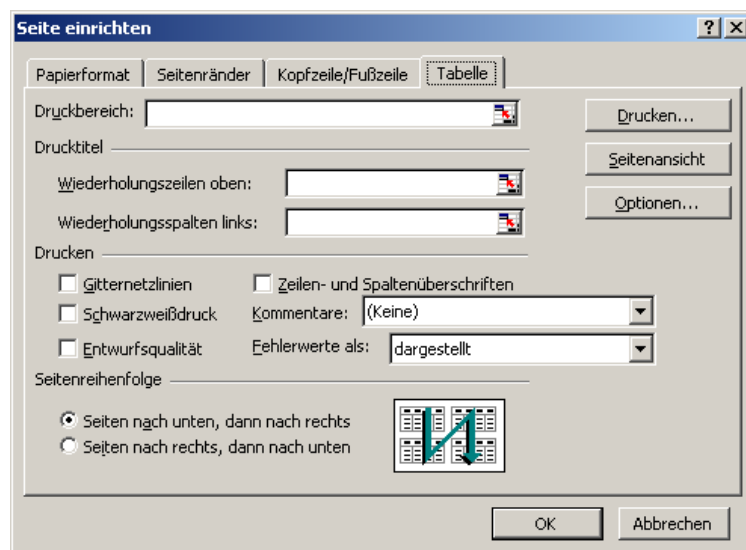 Seite einrichten
Papierformat Seitenränder Kopfzeile/Fußzeile Tabelle
Druckbereich: Drucken...
Drucktitel Seitenansicht
Wiederholungszeilen oben: Optionen...
Wiederholungsspalten links:
Drucken
Gitternetzlinien Zeilen- und Spaltenüberschriften
Schwarzweißdruck Kommentare: (Keine)
Entwurfsqualität Fehlerwerte als: dargestellt
Seitenreihenfolge
Seiten nach unten, dann nach rechts
Seiten nach rechts, dann nach unten
OK Abbrechen